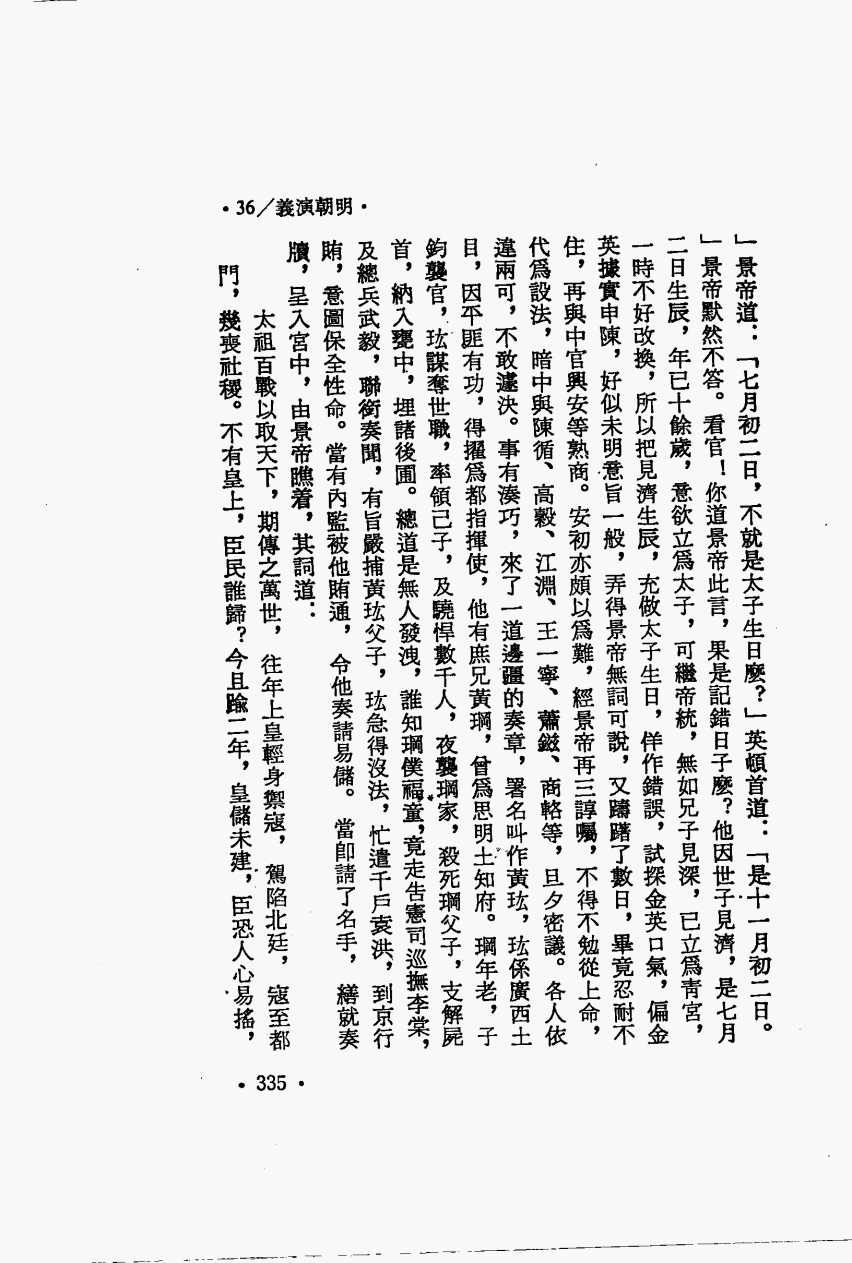 ・36／義演朝明・
」景帝道：「七月初二日，不就是太子生日麼？」英頓首道：「是十一月初二日。
」景帝默然不答。看官！你道景帝此言，果是記錯日子麼？他因世子見濟，是七月
二日生辰，年已十餘歲，意欲立爲太子，可繼帝統，無如兄子見深，已立爲靑宮，
一時不好改換，所以把見濟生辰，充做太子生日，佯作錯誤，試探金英口氣，偏金
英據實申陳，好似未明意旨一般，弄得景帝無詞可說，又躊躇了數日，畢竟忍耐不
住，再與中官興安等熟商。安初亦頗以爲難，經景帝再三諄囑，不得不勉從上命，
代爲設法，暗中與陳循、高穀、江淵、王一寧、蕭鎡、商輅等，旦夕密議。各人依
違兩可，不敢遽決。事有湊巧，來了一道邊疆的奏章，署名叫作黃㺷，㺷係廣西土
目，因平匪有功，得擢爲都指揮使，他有庶兄黃㻶，曾爲思明土知府。㻶年老，子
鈞襲官，㺷謀奪世職，率領己子，及驍悍數千人，夜襲㻶家，殺死㻶父子，支解屍
首，納入甕中，埋諸後圃。總道是無人發洩，誰知㻶僕福童，竟走告憲司巡撫李棠，
及總兵武毅，聯銜奏聞，有旨嚴捕黃㺷父子，㺷急得沒法，忙遣千戶袁洪，到京行
賄，意圖保全性命。當有內監被他賄通，令他奏請易儲。當卽請了名手，繕就奏
牘，呈入宮中，由景帝瞧着，其詞道：
太祖百戰以取天下，期傳之萬世，往年上皇輕身禦寇，駕陷北廷，寇至都
門，幾喪社稷。不有皇上，臣民誰歸？今且踰二年，皇儲未建，臣恐人心易搖，
・335・